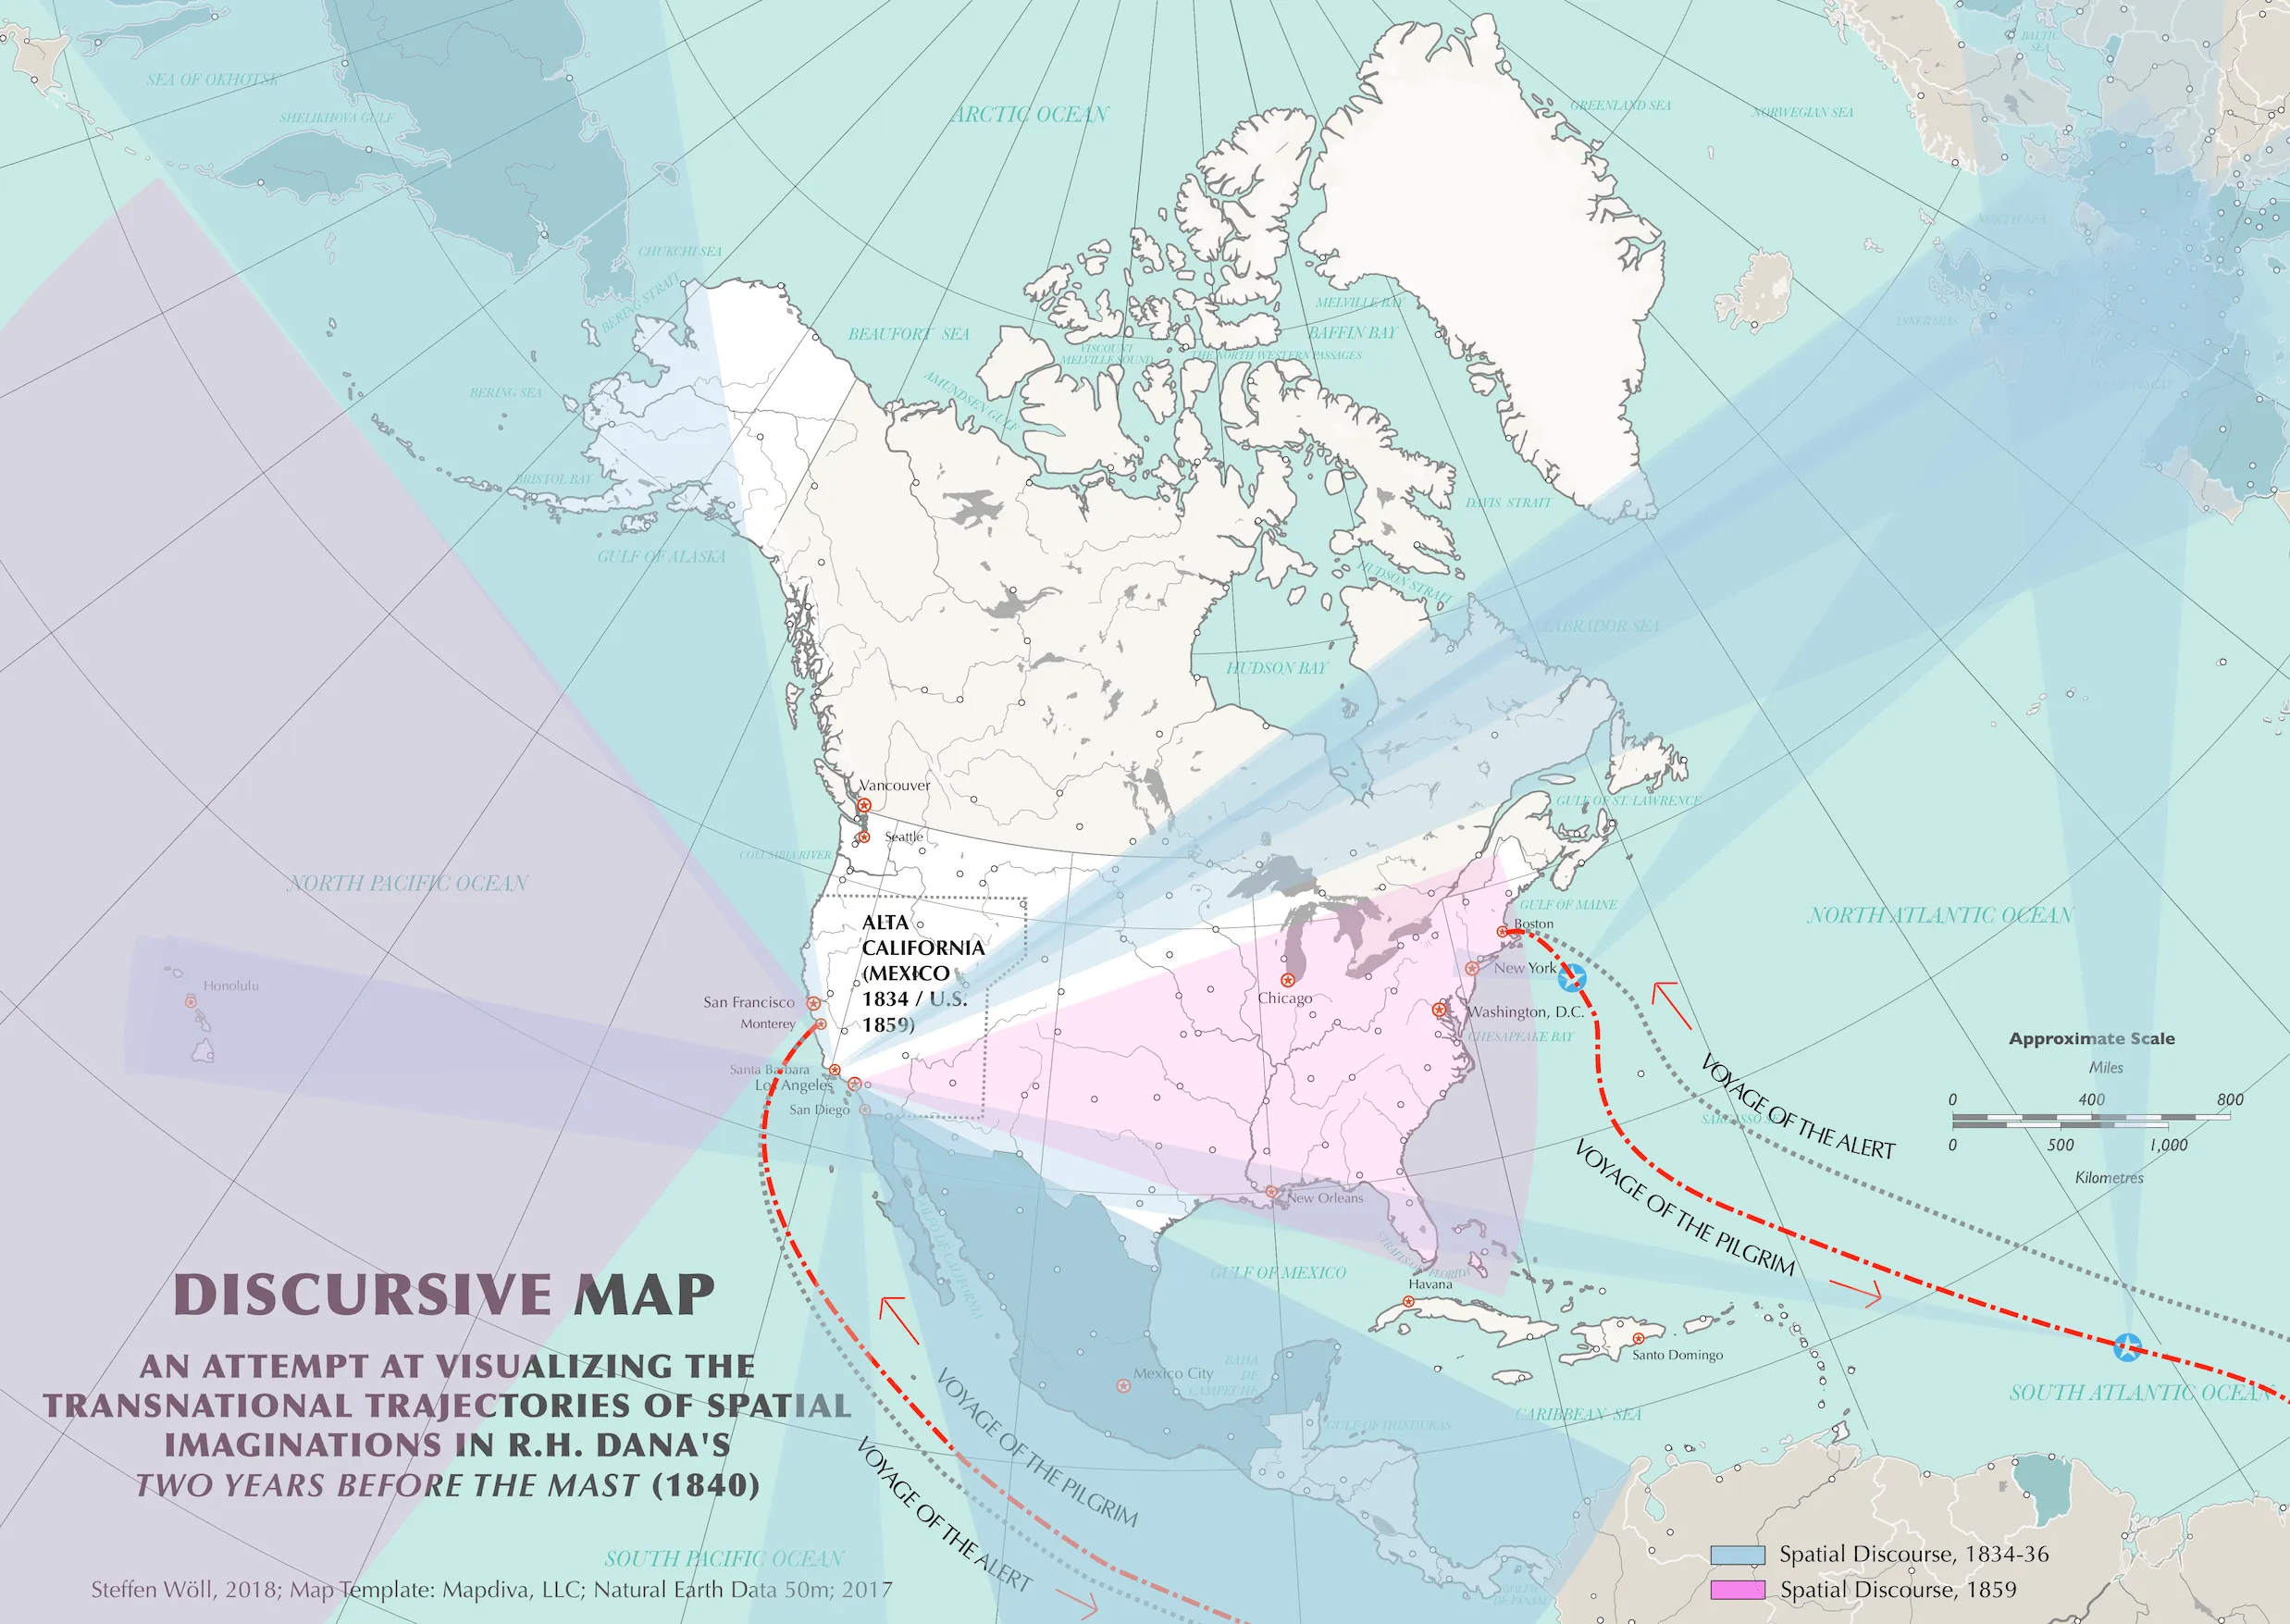 SEA OF OKHOTSK
SHELIKHOVA GULF
CHUKCHI SEA
BERING STRAIT
BERING SEA
BRISTOL BAY
GULF OF ALASKA
ARCTIC OCEAN
BEAUFORT SEA
AMUNDSEN GULF
VISCOUNT
MELVILLE SOUND
THE NORTH WESTERN PASSAGES
MELVILLE BAY
BAFFIN BAY
GREENLAND SEA
NORWEGIAN SEA
BALTIC
SEA
NORTH SEA
INNER SEAS
DAVIS STRAIT
HUDSON STRAIT
LABRADOR SEA
HUDSON BAY
GULF OF ST. LAWRENCE
GULF OF MAINE
NORTH ATLANTIC OCEAN
NORTH PACIFIC OCEAN
COLUMBIA RIVER
Vancouver
Seattle
ALTA
CALIFORNIA
(MEXICO
1834 / U.S.
1859)
San Francisco
Monterey
Santa Barbara
Los Angeles
San Diego
Honolulu
Boston
New York
Chicago
Washington, D.C.
CHESAPEAKE BAY
New Orleans
STRAITS OF FLORIDA
GULF OF MEXICO
Havana
Santo Domingo
CARIBBEAN SEA
Mexico City
BAHA
DE
CAMPECHE
GOLFO DE CALIFORNIA
GULF OF HONDURAS
GOLFO
DE PANAMÁ
SOUTH PACIFIC OCEAN
SOUTH ATLANTIC OCEAN
VOYAGE OF THE ALERT
VOYAGE OF THE PILGRIM
VOYAGE OF THE PILGRIM
VOYAGE OF THE ALERT
Approximate Scale
Miles
0 400 800
0 500 1,000
Kilometres
DISCURSIVE MAP
AN ATTEMPT AT VISUALIZING THE
TRANSNATIONAL TRAJECTORIES OF SPATIAL
IMAGINATIONS IN R.H. DANA'S
TWO YEARS BEFORE THE MAST (1840)
Steffen Wöll, 2018; Map Template: Mapdiva, LLC; Natural Earth Data 50m; 2017
Spatial Discourse, 1834-36
Spatial Discourse, 1859